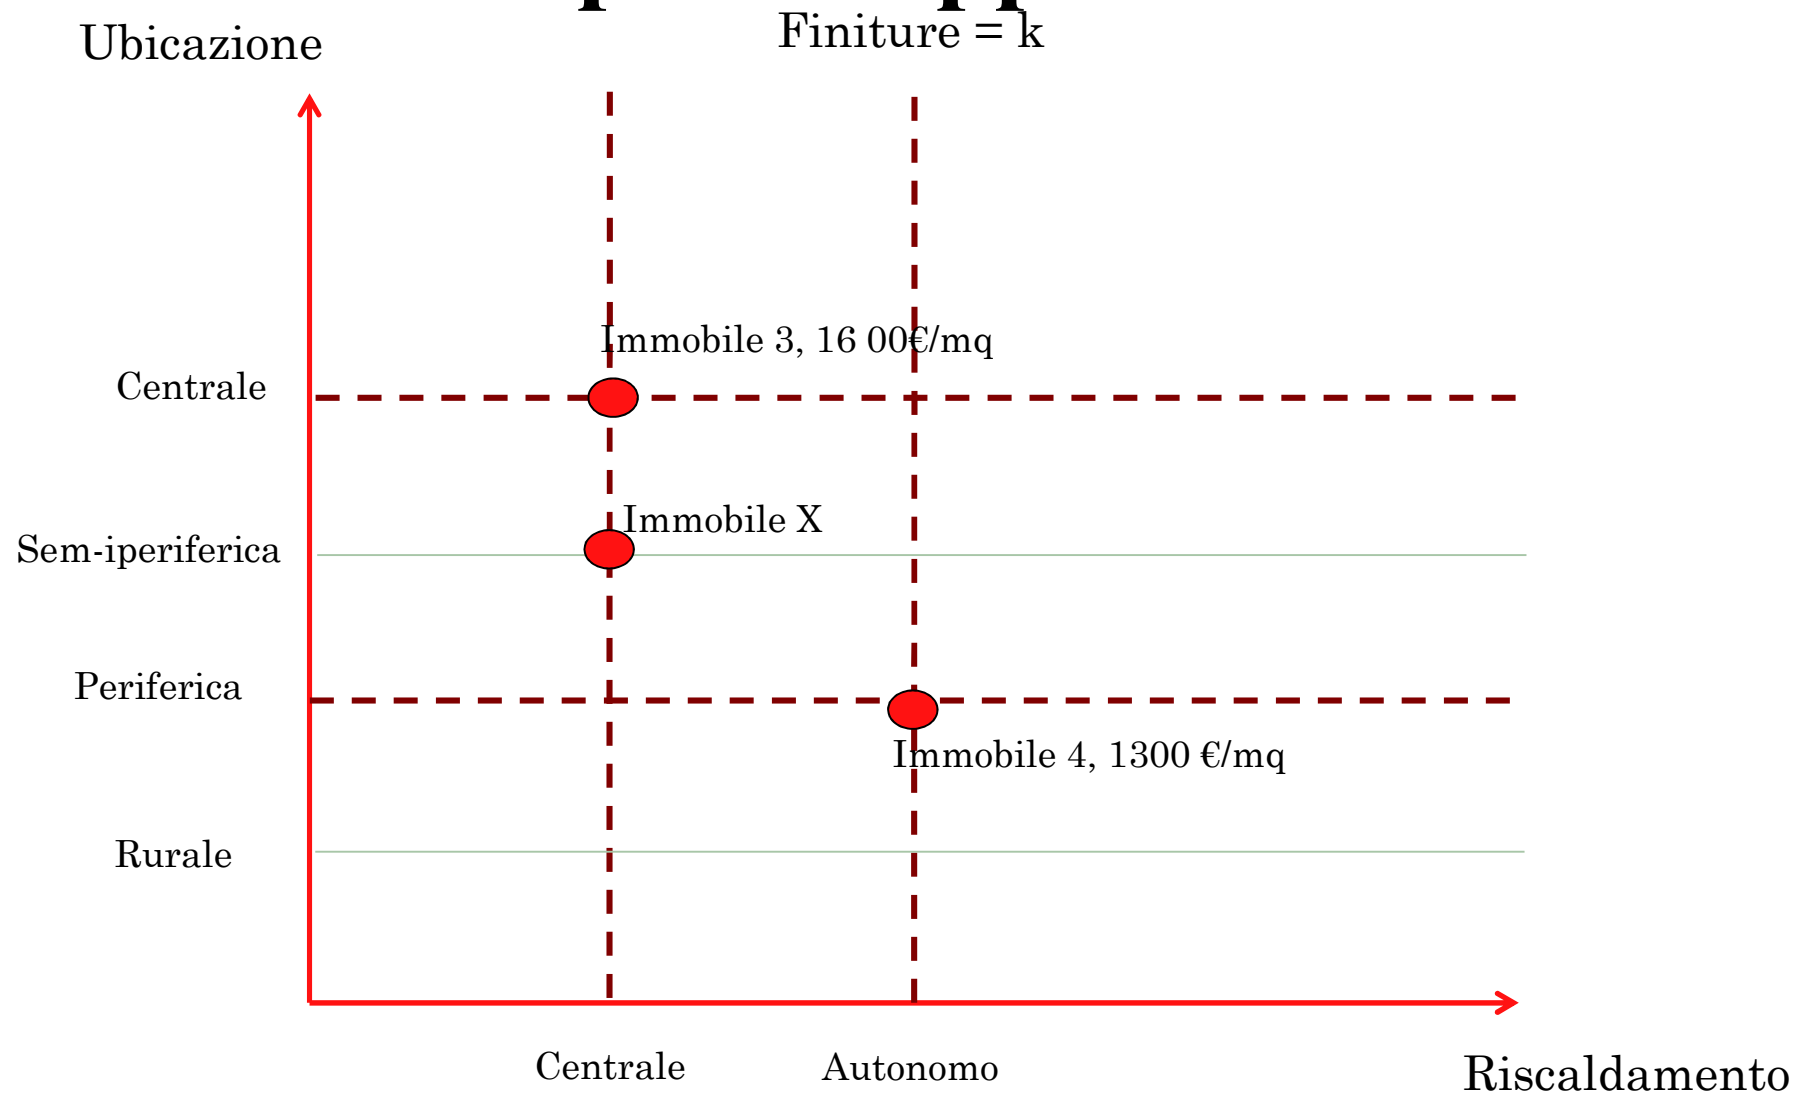 Finiture = k
Ubicazione
Immobile 3, 16 00€/mq
Centrale
Immobile X
Sem-iperiferica
Periferica
Immobile 4, 1300 €/mq
Rurale
Centrale
Autonomo
Riscaldamento